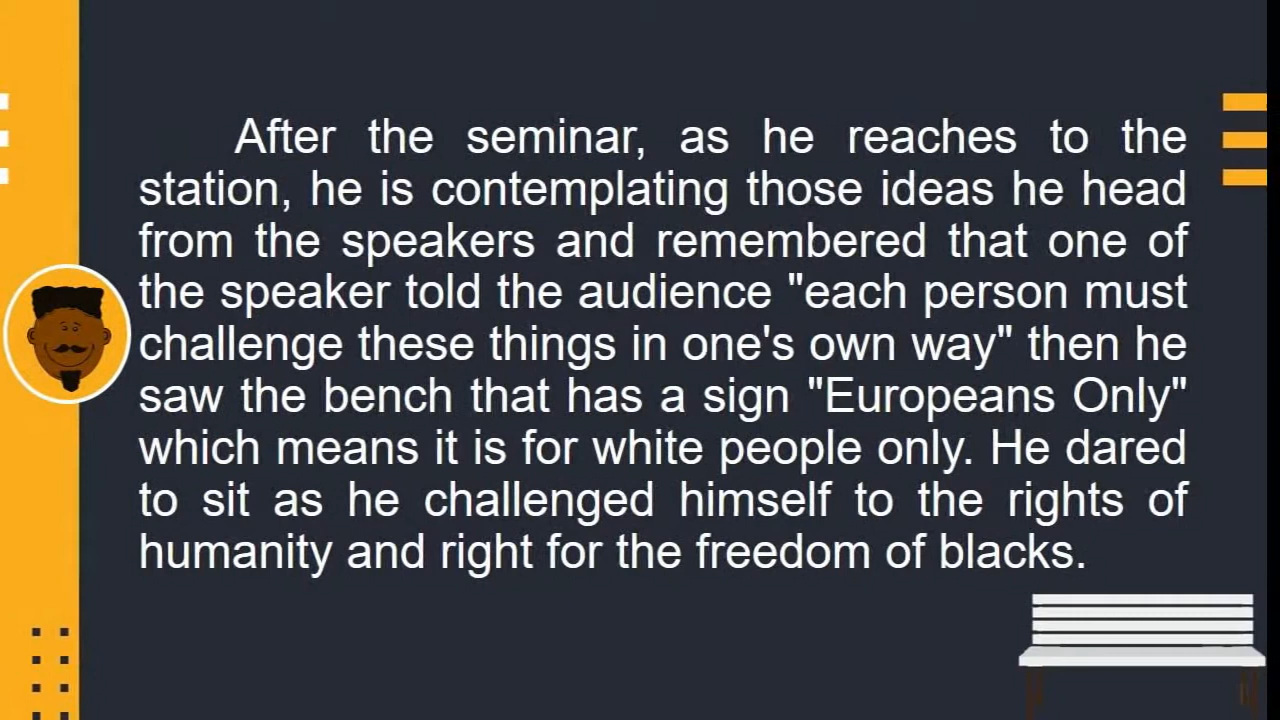 After the seminar, as he reaches to the
station, he is contemplating those ideas he head
from the speakers and remembered that one of
the speaker told the audience "each person must
challenge these things in one's own way" then he
saw the bench that has a sign "Europeans Only"
which means it is for white people only. He dared
to sit as he challenged himself to the rights of
humanity and right for the freedom of blacks.